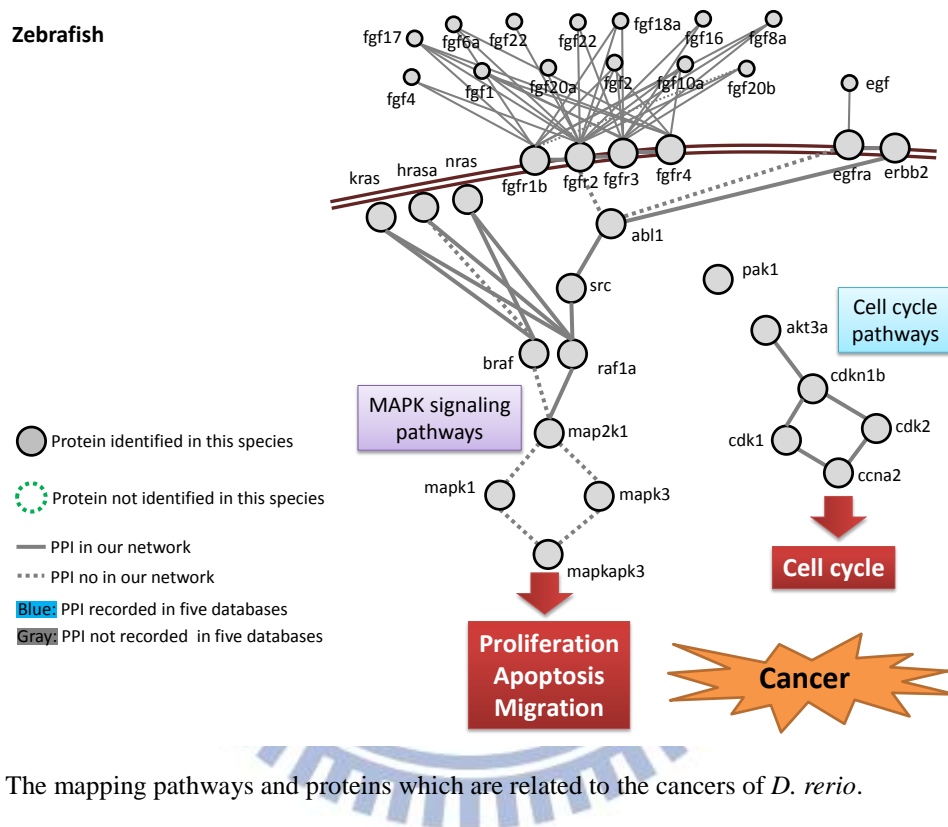 Zebrafish
fgf17
fgf6a
fgf22
fgf22
fgf18a
fgf16
fgf8a
fgf4
fgf1
fgf20a
fgf2
fgf10a
fgf20b
egf
kras
hrasa
nras
fgfr1b
fgfr2
fgfr3
fgfr4
egfra
erbb2
abl1
src
pak1
braf
raf1a
akt3a
Cell cycle
pathways
cdkn1b
MAPK signaling
pathways
map2k1
cdk1
cdk2
ccna2
mapk1
mapk3
mapkapk3
Protein identified in this species
Protein not identified in this species
PPI in our network
PPI no in our network
Blue: PPI recorded in five databases
Gray: PPI not recorded in five databases
Cell cycle
Proliferation
Apoptosis
Migration
Cancer
The mapping pathways and proteins which are related to the cancers of D. rerio.